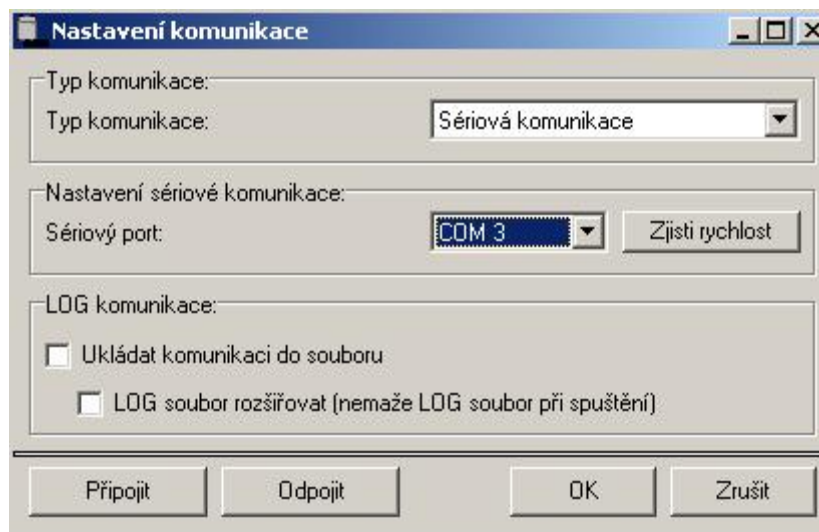 Nastavení komunikace
Typ komunikace:
Typ komunikace: Sériová komunikace
Nastavení sériové komunikace:
Sériový port: COM 3 Zjisti rychlost
LOG komunikace:
Ukládat komunikaci do souboru
LOG soubor rozšiřovat (nemaže LOG soubor při spuštění)
Připojit Odpojit OK Zrušit